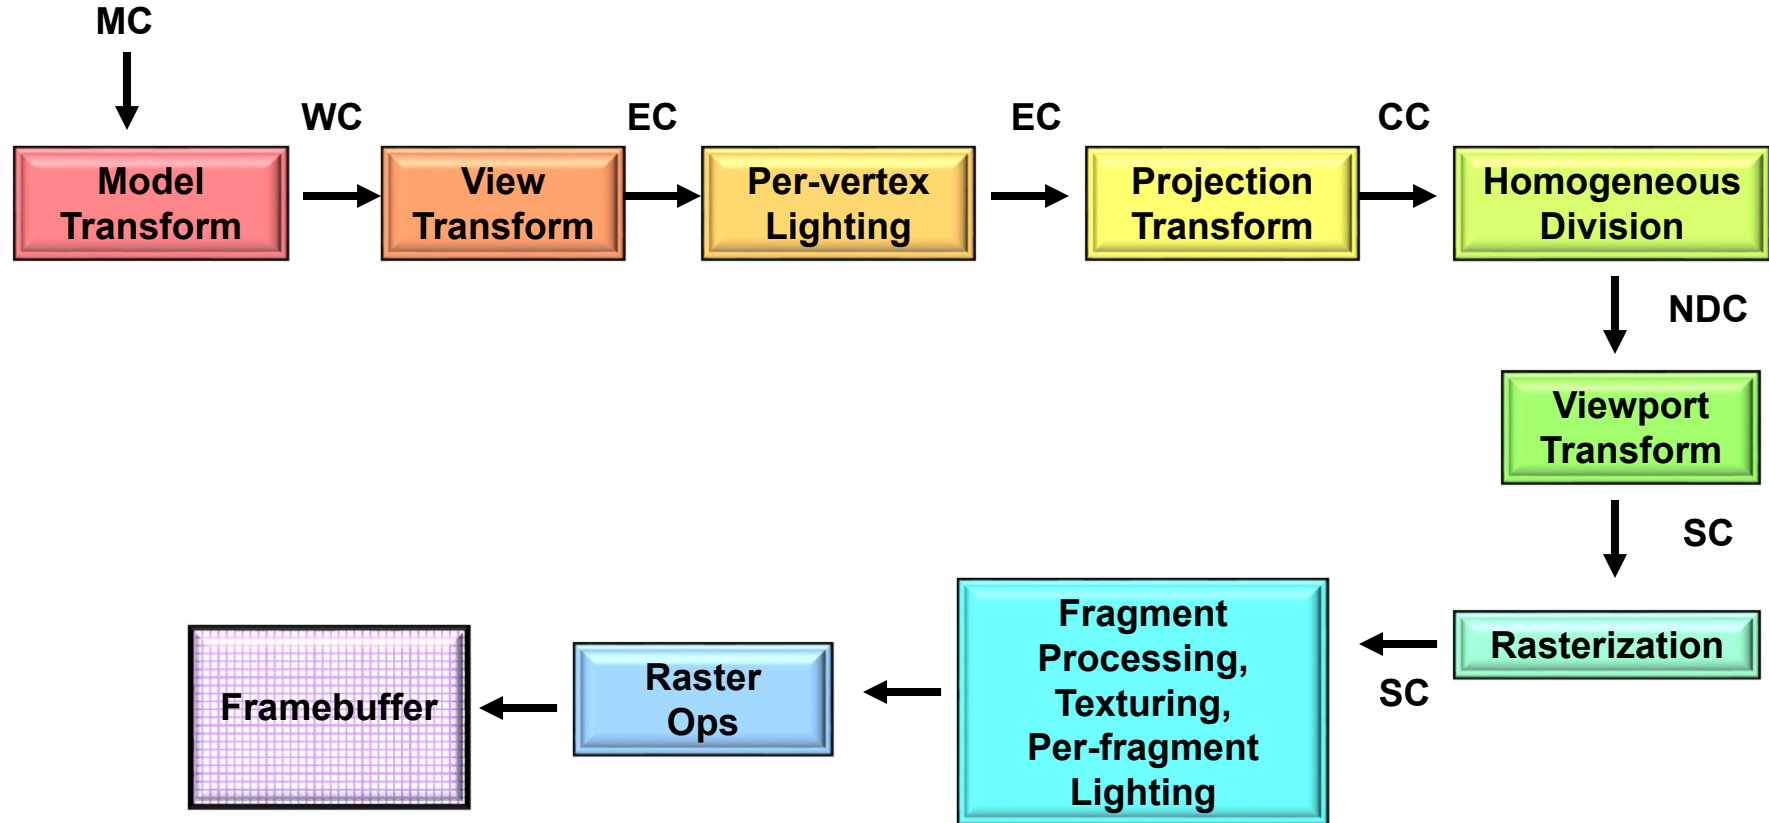 MC
Model
Transform
WC
View
Transform
EC
Per-vertex
Lighting
EC
Projection
Transform
CC
Homogeneous
Division
NDC
Viewport
Transform
SC
Rasterization
SC
Fragment
Processing,
Texturing,
Per-fragment
Lighting
Raster
Ops
Framebuffer